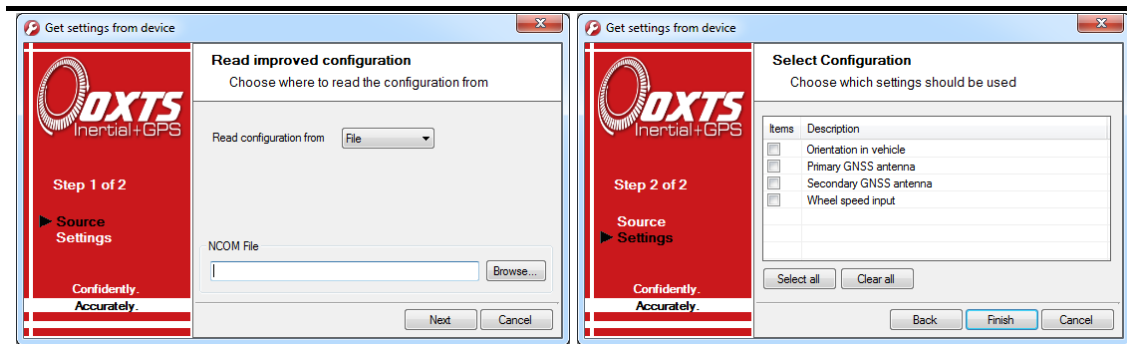 Get settings from device
Read improved configuration
Choose where to read the configuration from
OXTS
Inertial+GPS
Read configuration from File
Step 1 of 2
Source
Settings
NCOM File
Browse...
Confidently.
Accurately.
Next Cancel
Get settings from device
Select Configuration
Choose which settings should be used
OXTS
Inertial+GPS
Items Description
Orientation in vehicle
Primary GNSS antenna
Secondary GNSS antenna
Wheel speed input
Step 2 of 2
Source
Settings
Select all Clear all
Confidently.
Accurately.
Back Finish Cancel